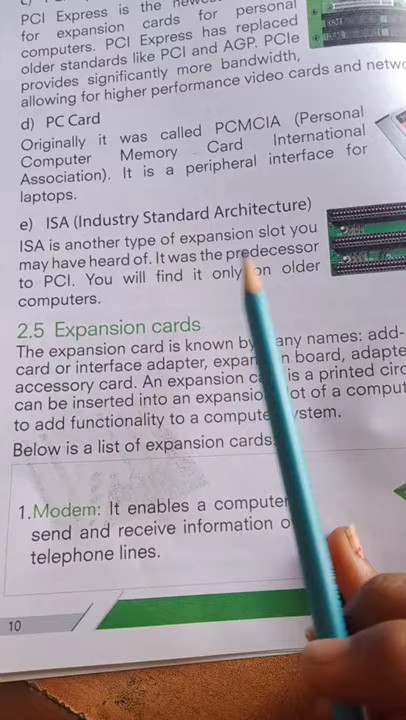 PCI Express is the newest
for expansion cards for personal
computers. PCI Express has replaced
older standards like PCI and AGP. PCIe
provides significantly more bandwidth,
allowing for higher performance video cards and
d) PC Card
Originally it was called PCMCIA (Personal
Computer Memory Card International
Association). It is a peripheral interface for
laptops.
e) ISA (Industry Standard Architecture)
ISA is another type of expansion slot you
may have heard of. It was the predecessor
to PCI. You will find it only on older
computers.
2.5 Expansion cards
The expansion card is known by any names: add-
card or interface adapter, expan n board, adapte
accessory card. An expansion c is a printed circ
can be inserted into an expansio ot of a comput
to add functionality to a compute system.
Below is a list of expansion cards.
1. Modem: It enables a computer
send and receive information o
telephone lines.
10